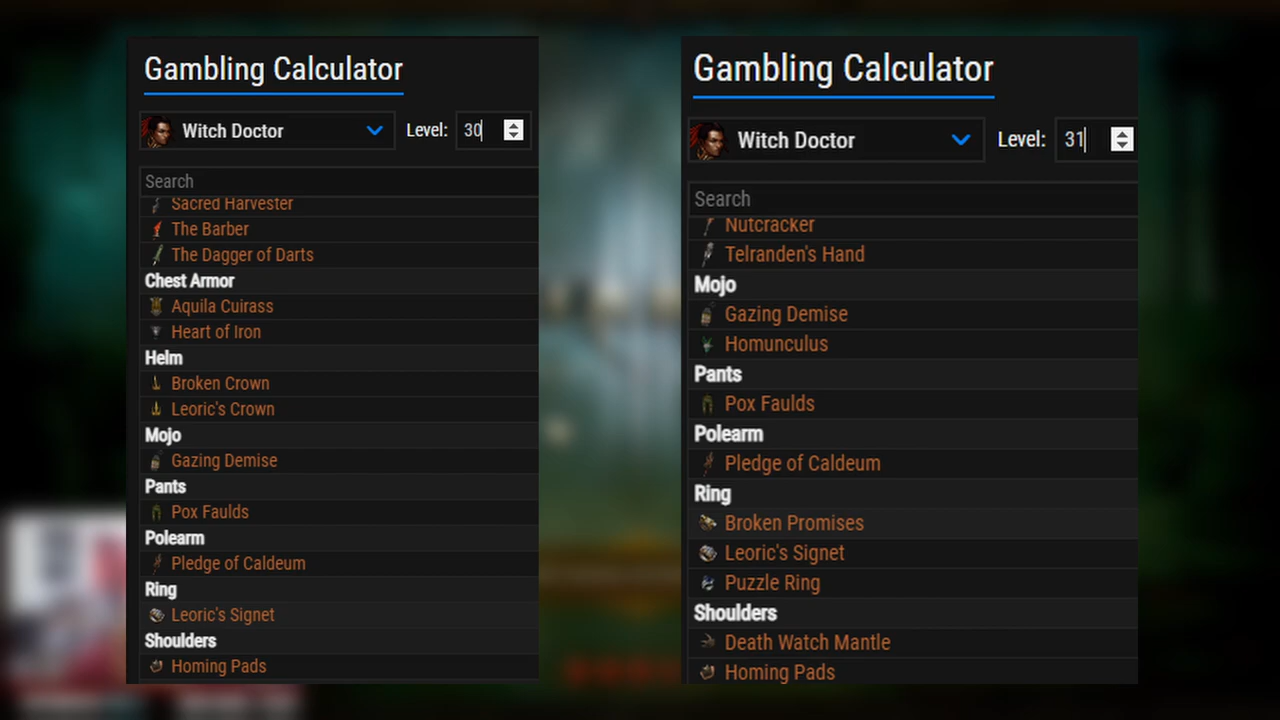 Gambling Calculator
Witch Doctor
Level: 30
Search
Sacred Harvester
The Barber
The Dagger of Darts
Chest Armor
Aquila Cuirass
Heart of Iron
Helm
Broken Crown
Leoric's Crown
Mojo
Gazing Demise
Pants
Pox Faulds
Polearm
Pledge of Caldeum
Ring
Leoric's Signet
Shoulders
Homing Pads
Gambling Calculator
Witch Doctor
Level: 31
Search
Nutcracker
Telranden's Hand
Mojo
Gazing Demise
Homunculus
Pants
Pox Faulds
Polearm
Pledge of Caldeum
Ring
Broken Promises
Leoric's Signet
Puzzle Ring
Shoulders
Death Watch Mantle
Homing Pads